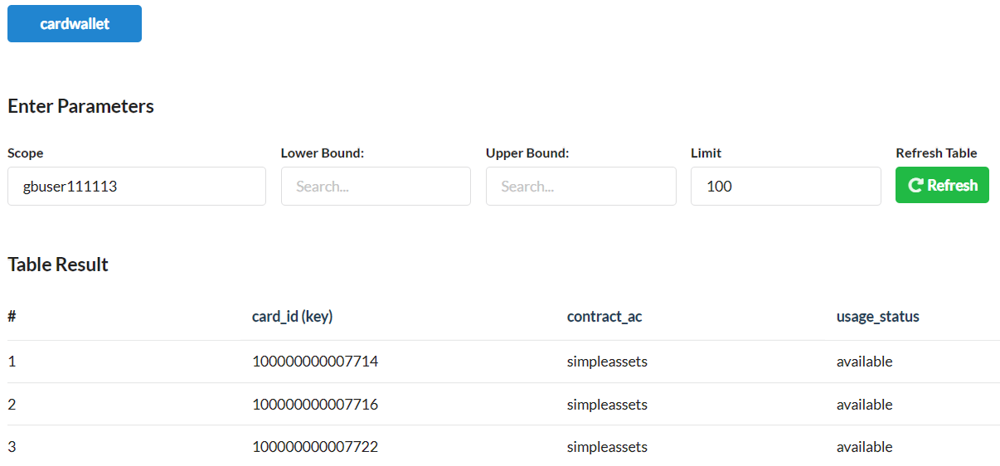 cardwallet
Enter Parameters
Scope Lower Bound: Upper Bound: Limit Refresh Table
gbuser111113 Search... Search... 100 Refresh
Table Result
# card_id (key) contract_ac usage_status
1 100000000007714 simpleassets available
2 100000000007716 simpleassets available
3 100000000007722 simpleassets available